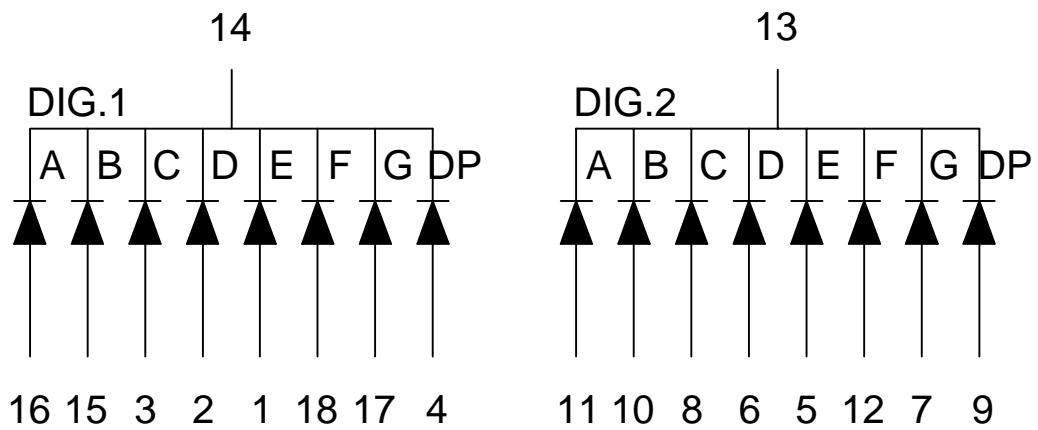 14 13
DIG.1 DIG.2
A B C D E F G DP A B C D E F G DP
16 15 3 2 1 18 17 4 11 10 8 6 5 12 7 9